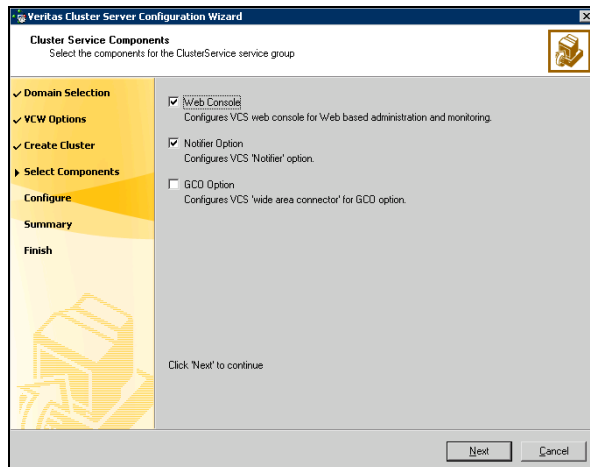 Veritas Cluster Server Configuration Wizard
Cluster Service Components
Select the components for the ClusterService service group
Domain Selection
VCW Options
Create Cluster
Select Components
Configure
Summary
Finish
Web Console
Configures VCS web console for Web based administration and monitoring.
Notifier Option
Configures VCS 'Notifier' option.
GCO Option
Configures VCS 'wide area connector' for GCO option.
Click 'Next' to continue
Next
Cancel